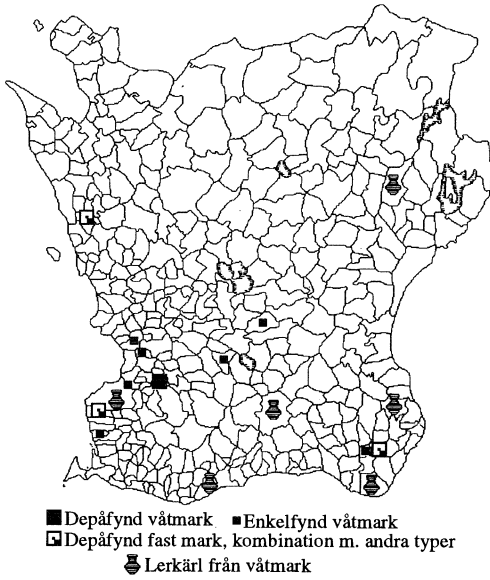 Depåfynd våtmark Enkelfynd våtmark
Depåfynd fast mark, kombination m. andra typer
Lerkärl från våtmark